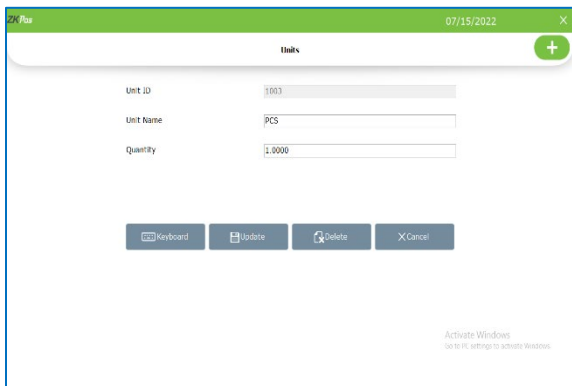 ZKPos 07/15/2022 X
Units
+
Unit ID 1003
Unit Name PCS
Quantity 1.0000
Keyboard Update Delete X Cancel
Activate Windows
Go to PC settings to activate Windows.